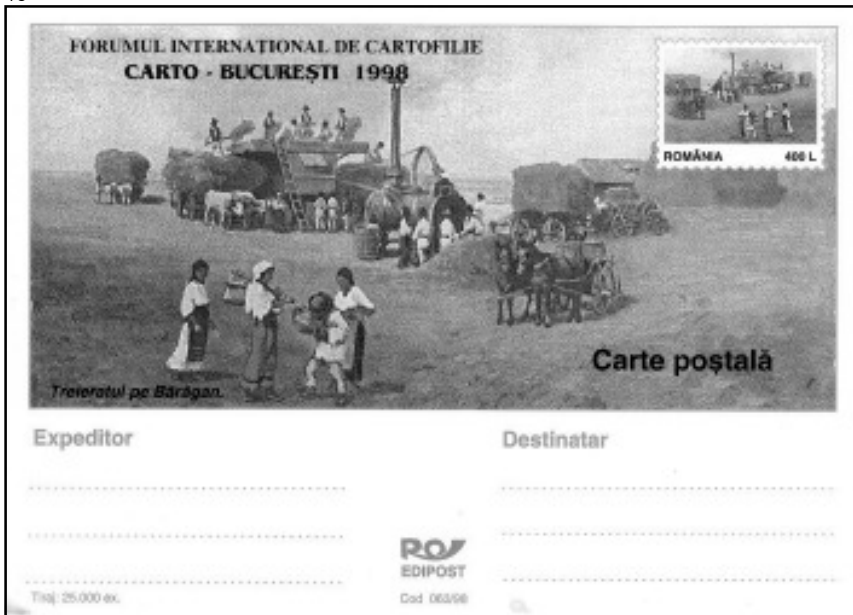 FORUMUL INTERNAȚIONAL DE CARTOFILIE
CARTO - BUCUREȘTI 1998
ROMÂNIA 400 L
Carte poștală
Treieratul pe Bărăgan.
Expeditor
Destinatar
EDIPOST
Tiraj: 25.000 ex.
Cod 063/98